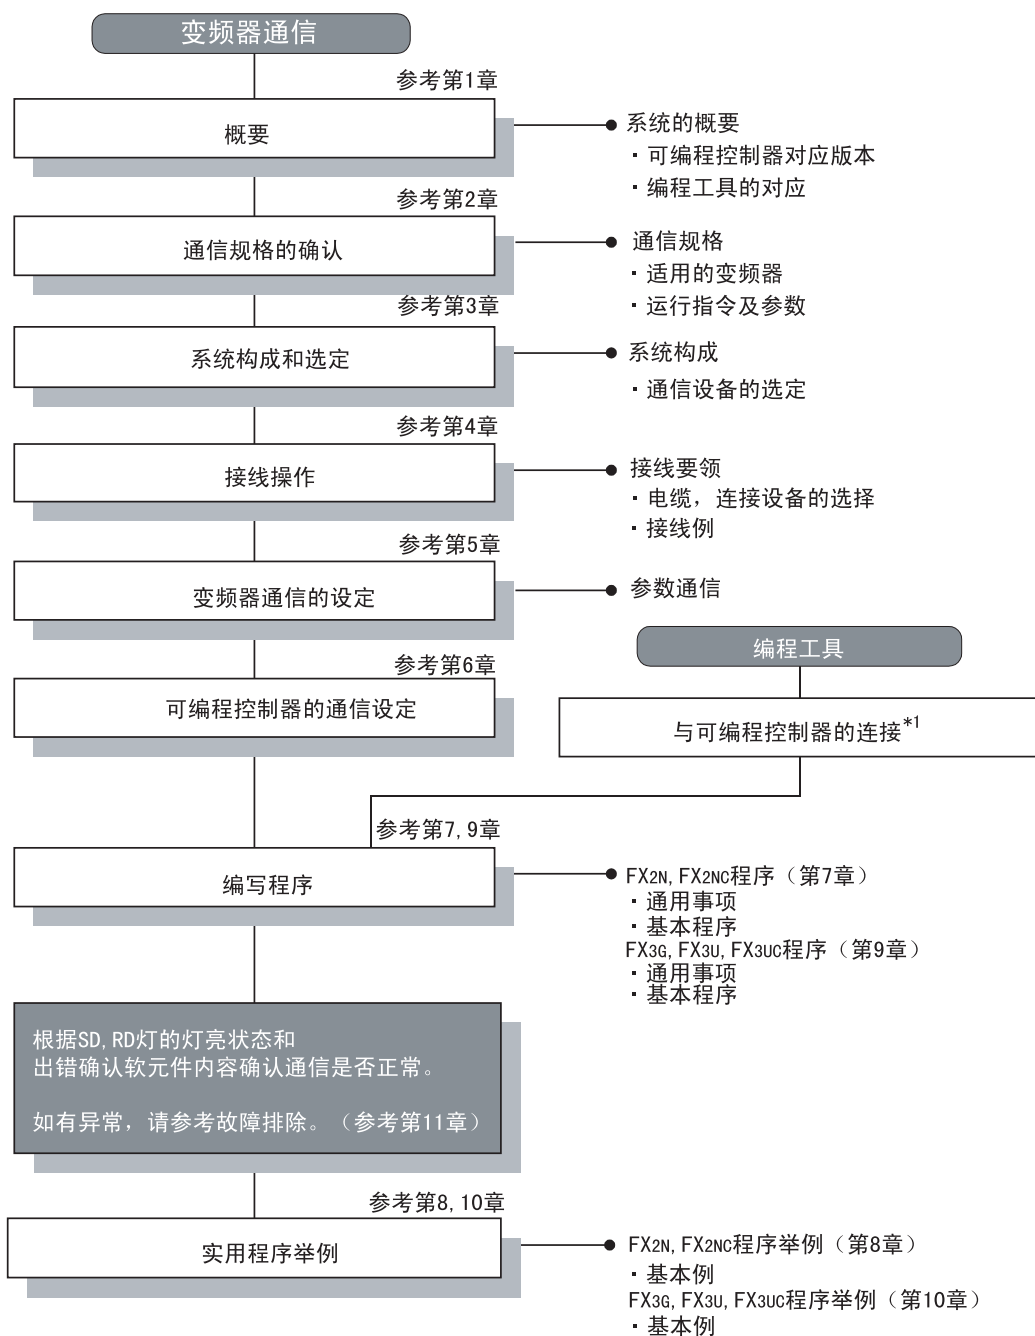 变频器通信
参考第1章
概要
系统的概要
・可编程控制器对应版本
・编程工具的对应
参考第2章
通信规格的确认
通信规格
・适用的变频器
・运行指令及参数
参考第3章
系统构成和选定
系统构成
・通信设备的选定
参考第4章
接线操作
接线要领
・电缆，连接设备的选择
・接线例
参考第5章
变频器通信的设定
参数通信
编程工具
参考第6章
可编程控制器的通信设定
与可编程控制器的连接*1
参考第7,9章
编写程序
FX2N,FX2NC程序（第7章）
・通用事项
・基本程序
FX3G,FX3U,FX3UC程序（第9章）
・通用事项
・基本程序
根据SD,RD灯的灯亮状态和
出错确认软元件内容确认通信是否正常。
如有异常，请参考故障排除。（参考第11章）
参考第8,10章
实用程序举例
FX2N,FX2NC程序举例（第8章）
・基本例
FX3G,FX3U,FX3UC程序举例（第10章）
・基本例